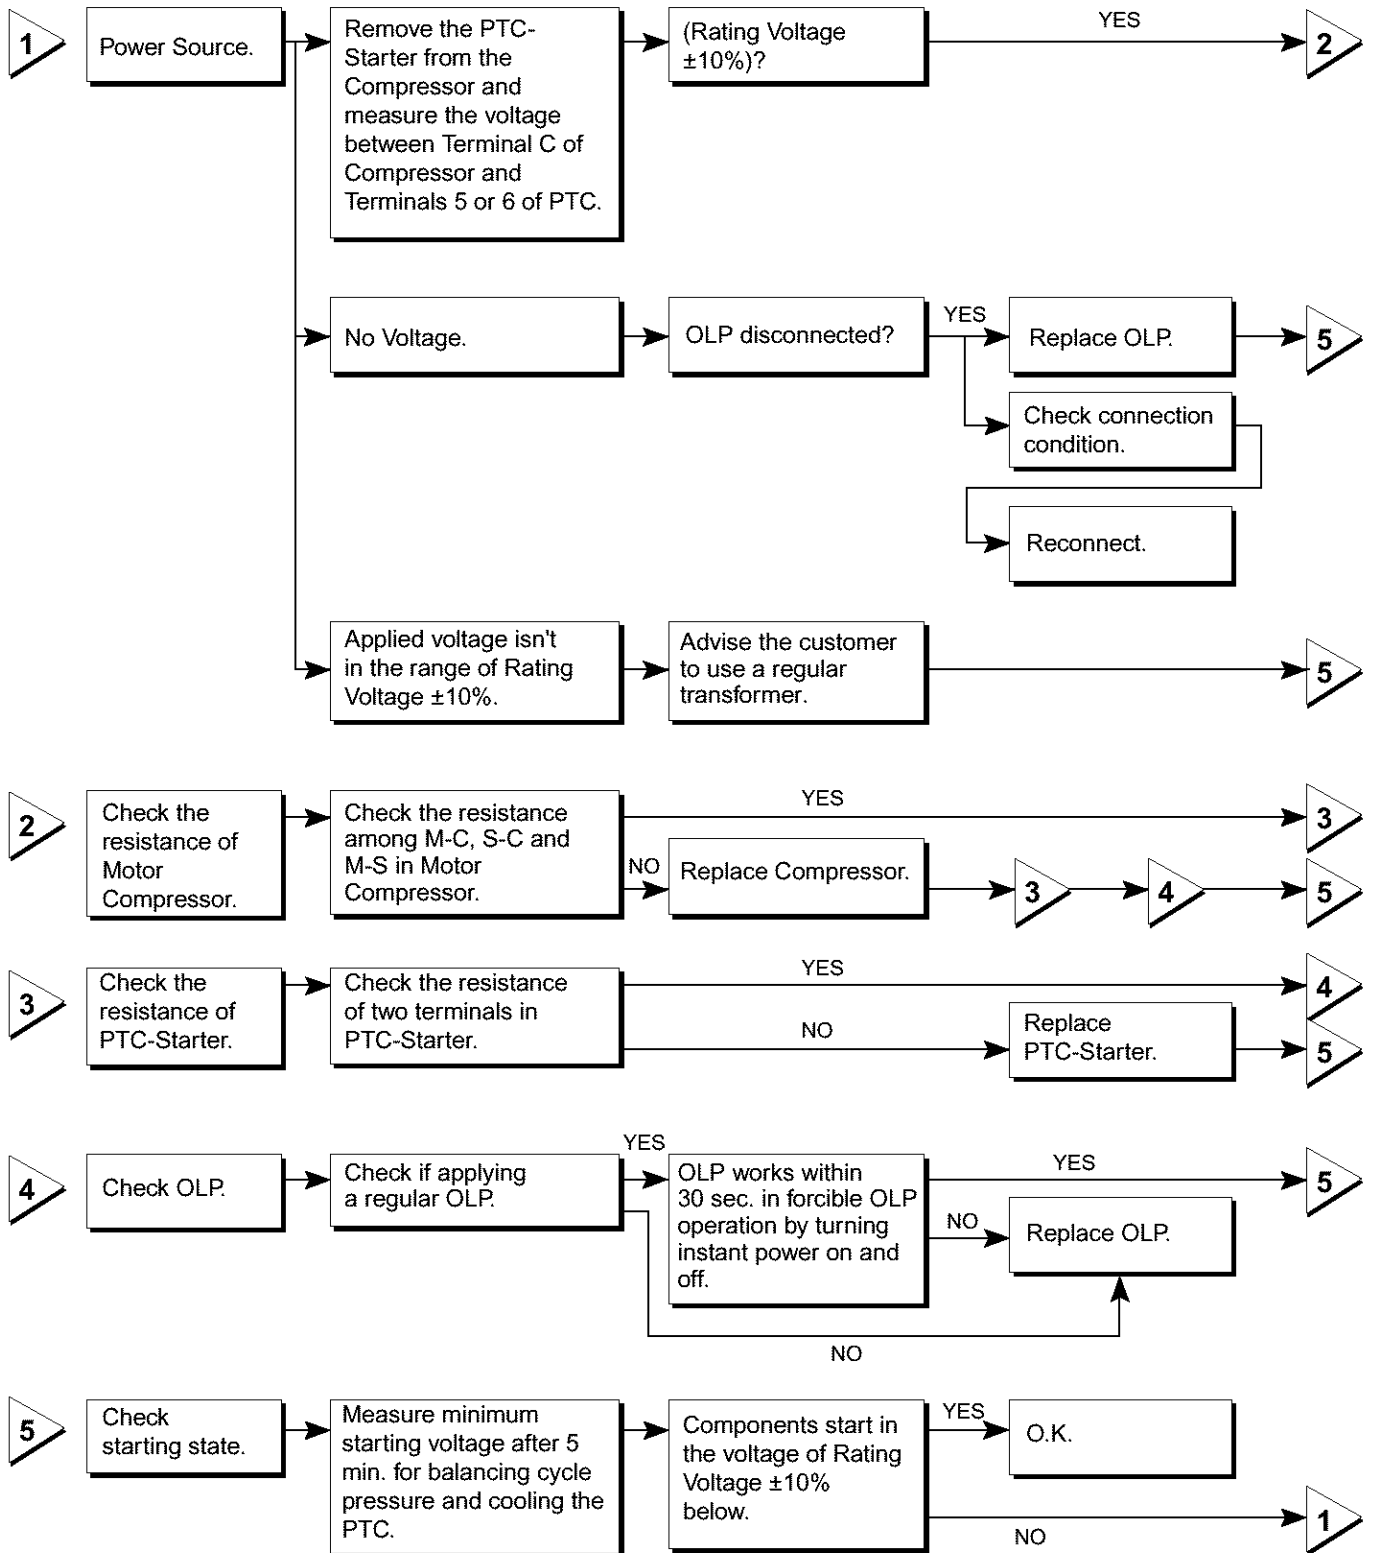 1
Power Source.
Remove the PTC-
Starter from the
Compressor and
measure the voltage
between Terminal C of
Compressor and
Terminals 5 or 6 of PTC.
(Rating Voltage
±10%)?
YES
2
No Voltage.
OLP disconnected?
YES
Replace OLP.
5
Check connection
condition.
Reconnect.
Applied voltage isn't
in the range of Rating
Voltage ±10%.
Advise the customer
to use a regular
transformer.
5
2
Check the
resistance of
Motor
Compressor.
Check the resistance
among M-C, S-C and
M-S in Motor
Compressor.
YES
3
NO
Replace Compressor.
3
4
5
3
Check the
resistance of
PTC-Starter.
Check the resistance
of two terminals in
PTC-Starter.
YES
4
NO
Replace
PTC-Starter.
5
4
Check OLP.
Check if applying
a regular OLP.
YES
OLP works within
30 sec. in forcible OLP
operation by turning
instant power on and
off.
YES
5
NO
Replace OLP.
NO
5
Check
starting state.
Measure minimum
starting voltage after 5
min. for balancing cycle
pressure and cooling the
PTC.
Components start in
the voltage of Rating
Voltage ±10%
below.
YES
O.K.
NO
1